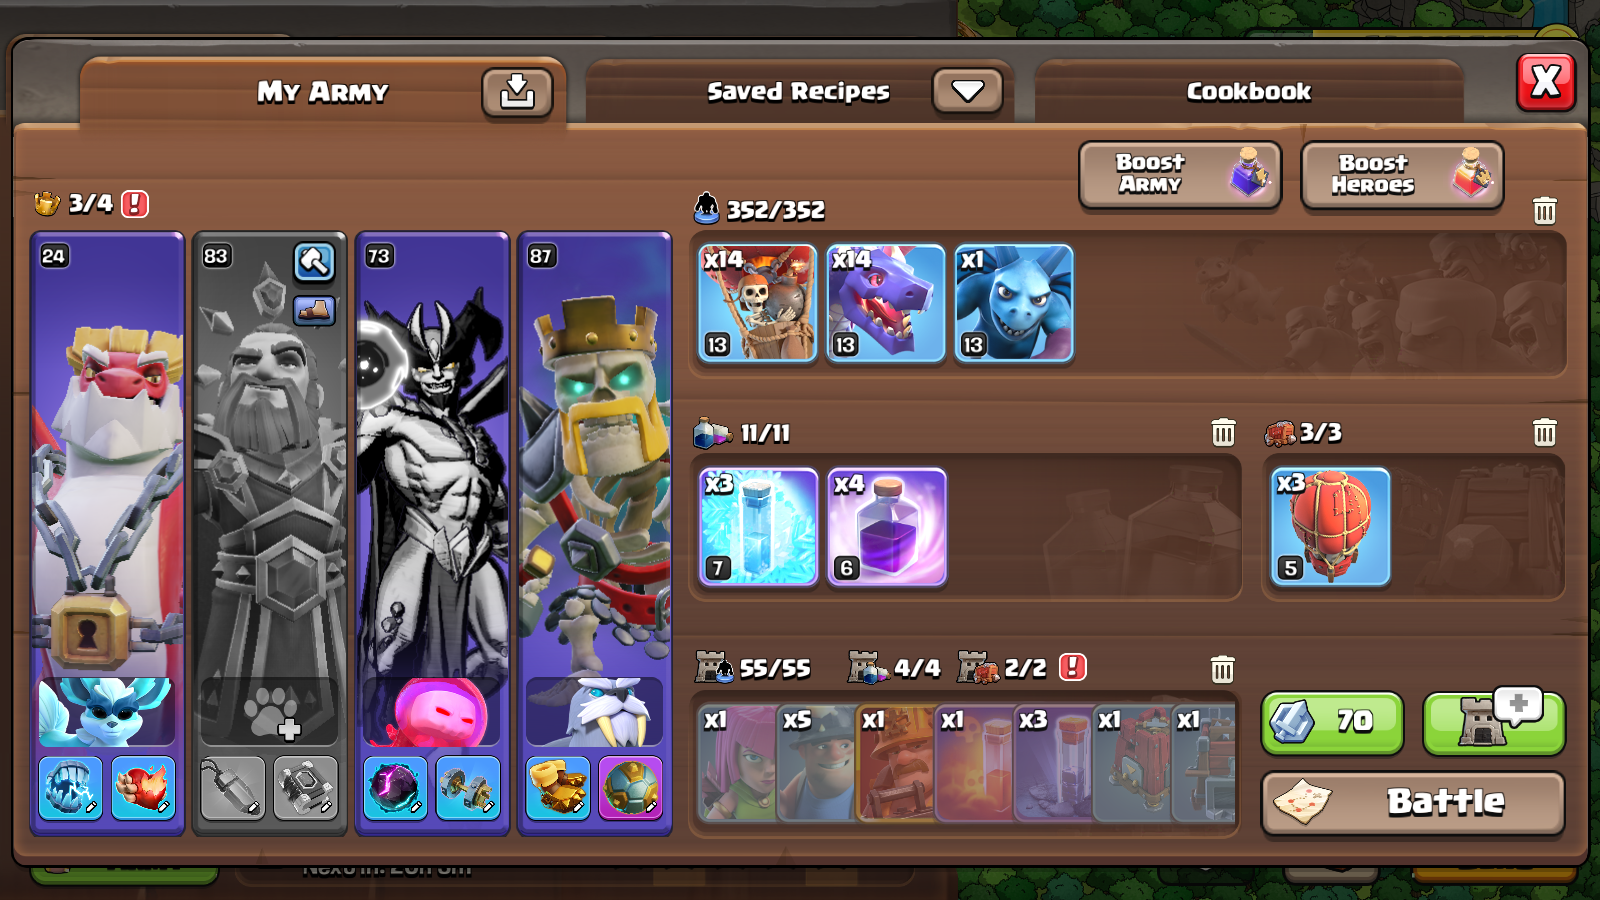 My Army
Saved Recipes
Cookbook
X
Boost Army
Boost Heroes
3/4
!
352/352
24
83
73
87
x14
x14
x1
13
13
13
11/11
3/3
x3
x4
x3
7
6
5
55/55
4/4
2/2
!
x1
x5
x1
x1
x3
x1
x1
70
Battle